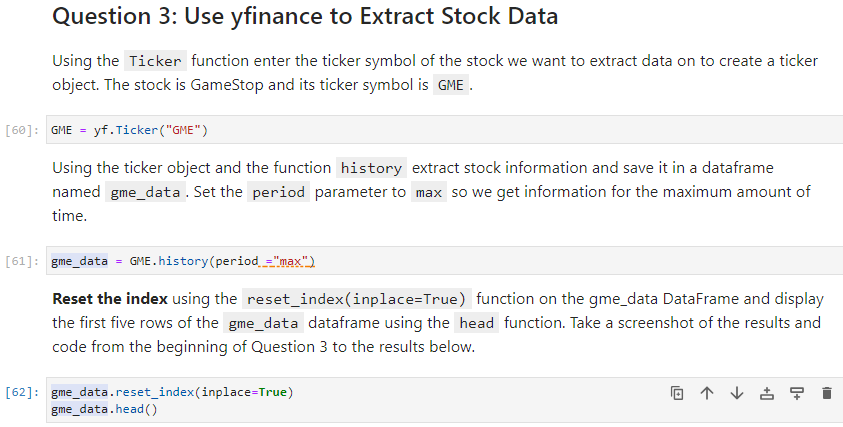 Question 3: Use yfinance to Extract Stock Data
Using the Ticker function enter the ticker symbol of the stock we want to extract data on to create a ticker
object. The stock is GameStop and its ticker symbol is GME.
[60]: GME = yf.Ticker("GME")
Using the ticker object and the function history extract stock information and save it in a dataframe
named gme_data. Set the period parameter to max so we get information for the maximum amount of
time.
[61]: gme_data = GME.history(period ="max")
Reset the index using the reset_index(inplace=True) function on the gme_data DataFrame and display
the first five rows of the gme_data dataframe using the head function. Take a screenshot of the results and
code from the beginning of Question 3 to the results below.
[62]: gme_data.reset_index(inplace=True)
gme_data.head()